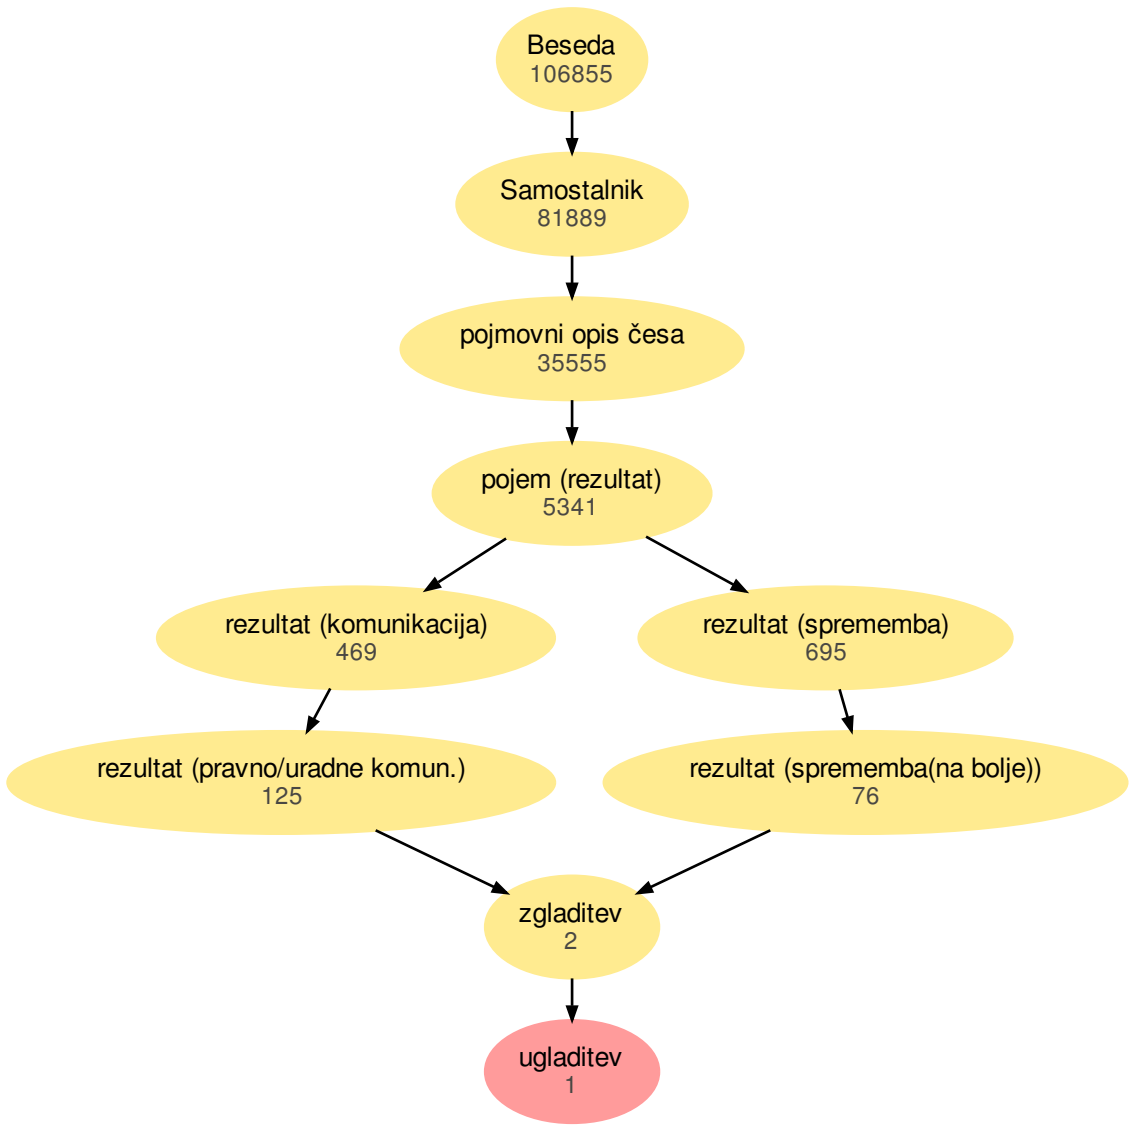 Beseda
106855
Samostalnik
81889
pojmovni opis česa
35555
pojem (rezultat)
5341
rezultat (komunikacija)
469
rezultat (sprememba)
695
rezultat (pravno/uradne komun.)
125
rezultat (sprememba(na bolje))
76
zgladitev
2
ugladitev
1